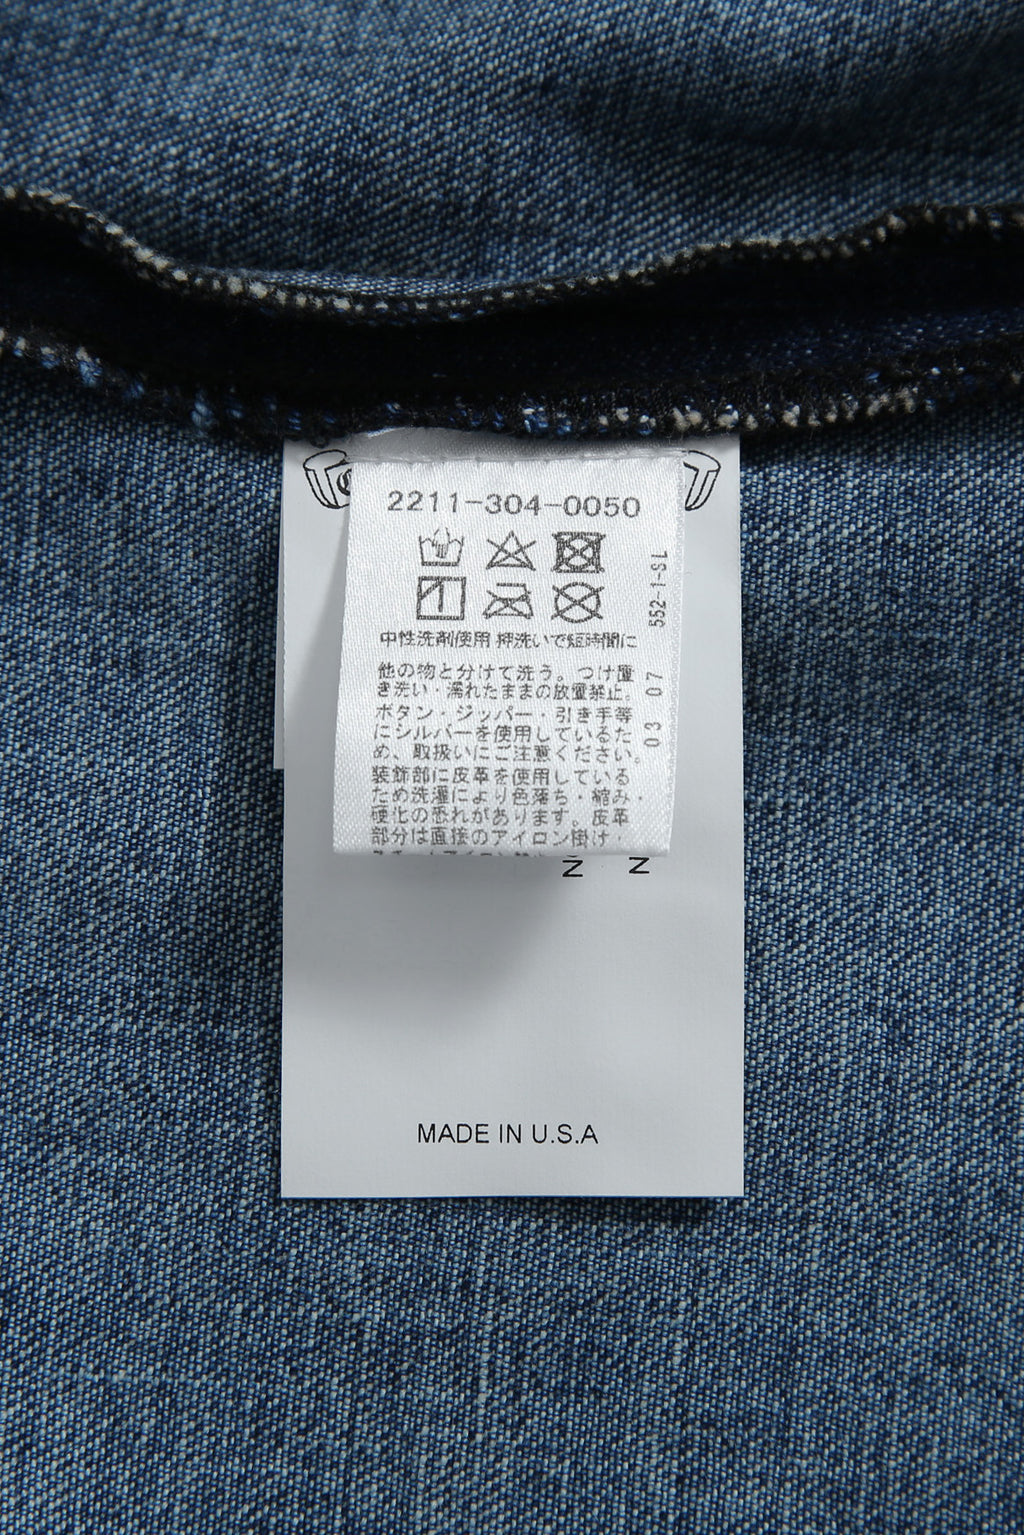 2211-304-0050
中性洗剤使用 押洗いで短時間に
他の物と分けて洗う。つけ置
き洗い・濡れたままの放置禁止。
ボタン・ジッパー・引き手等
にシルバーを使用しているた
め、取扱いにご注意ください。
装飾部に皮革を使用している
ため洗濯により色落ち・縮み・
硬化の恐れがあります。皮革
部分は直接のアイロン掛け・
552-1-SL
03 07
MADE IN U.S.A